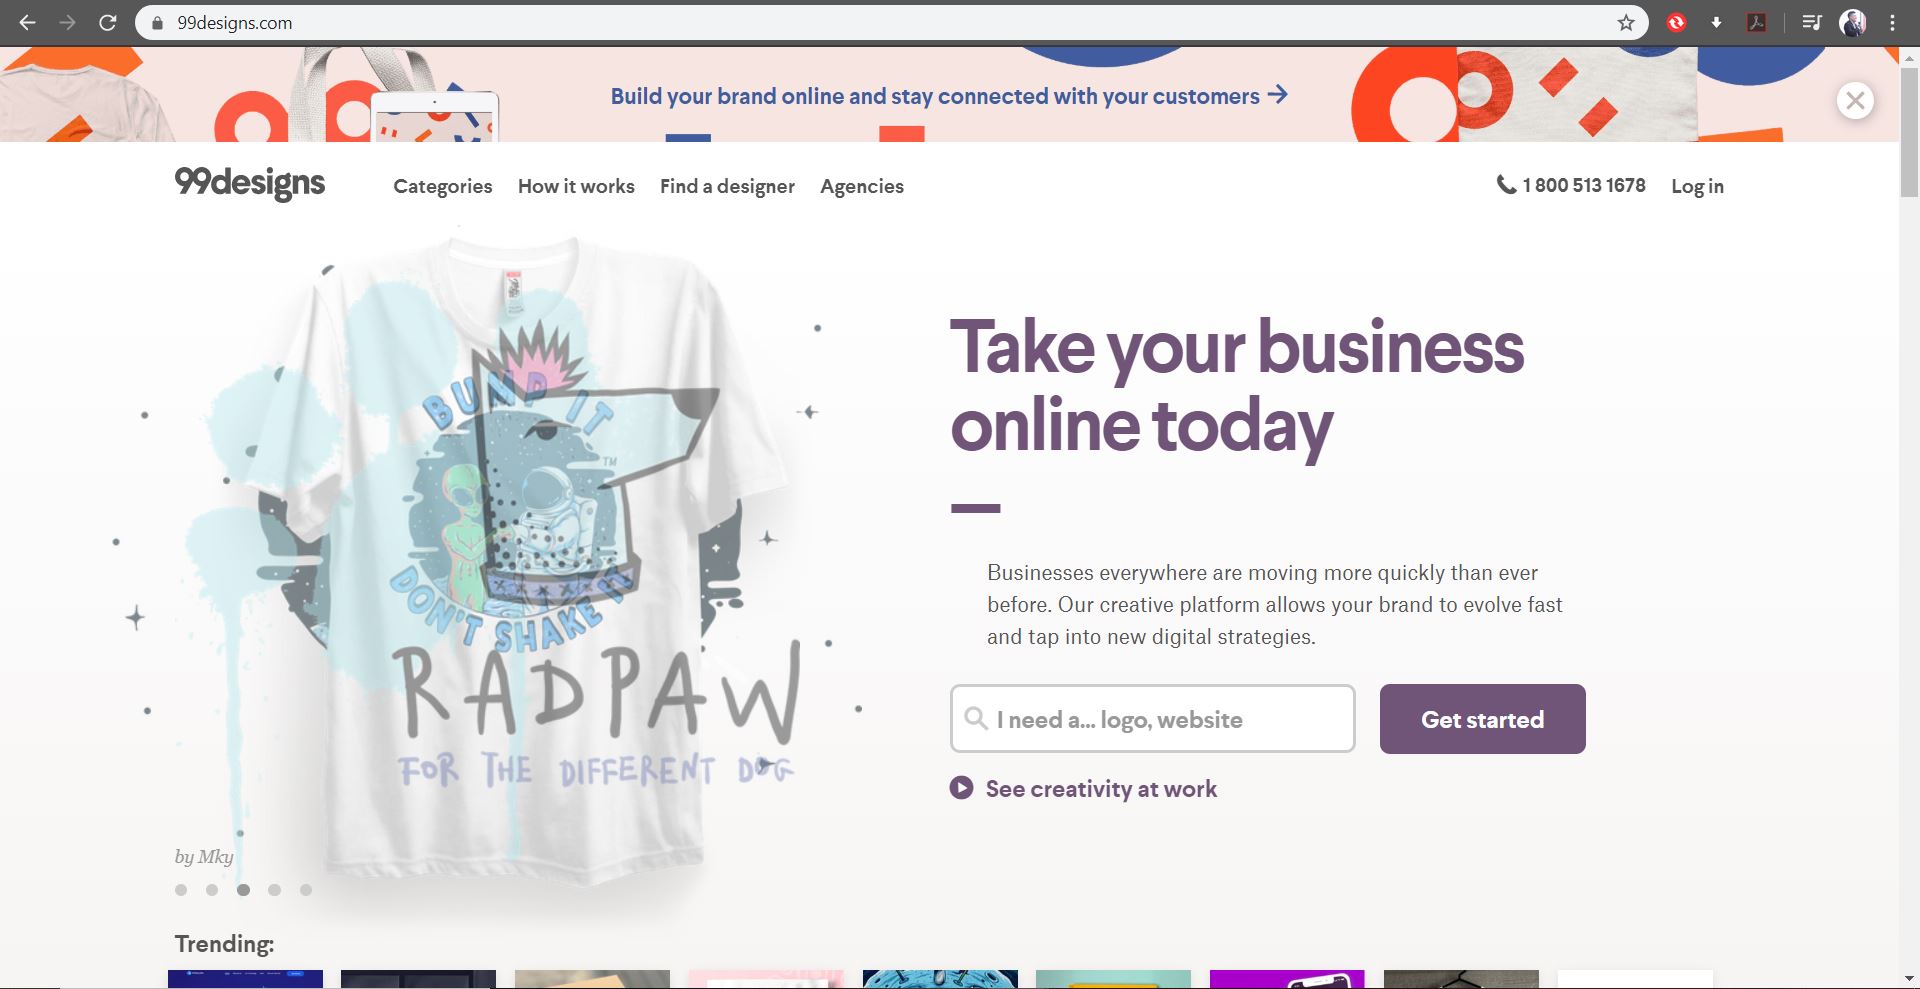 99designs.com
Build your brand online and stay connected with your customers →
99designs
Categories
How it works
Find a designer
Agencies
1 800 513 1678
Log in
BUMP IT
TM
DON'T SHAKE IT
RADPAW
FOR THE DIFFERENT DOG
by Mky
Take your business
online today
Businesses everywhere are moving more quickly than ever
before. Our creative platform allows your brand to evolve fast
and tap into new digital strategies.
I need a... logo, website
Get started
See creativity at work
Trending: